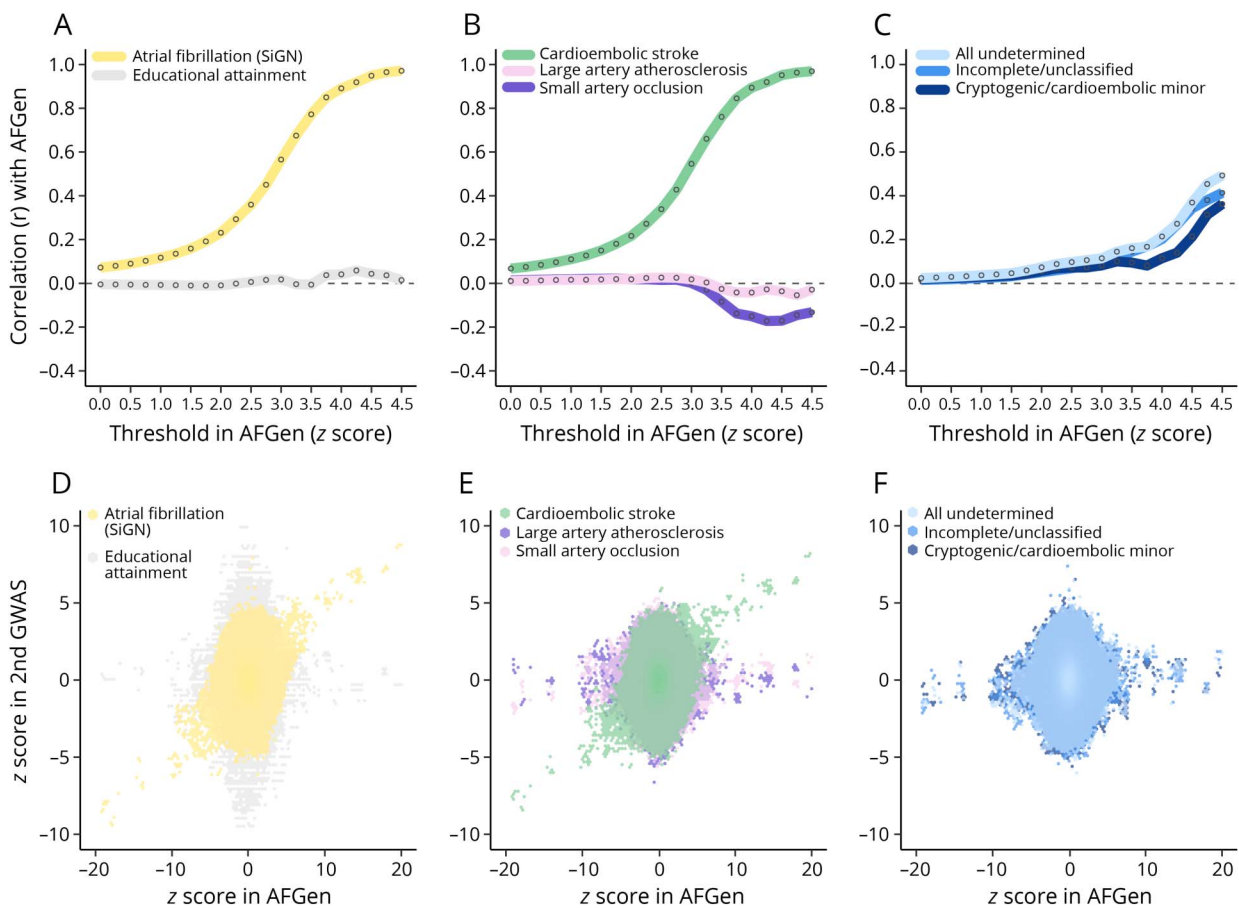 A
Atrial fibrillation (SiGN)
Educational attainment
Correlation (r) with AFGen
1.0
0.8
0.6
0.4
0.2
0.0
−0.2
−0.4
0.0 0.5 1.0 1.5 2.0 2.5 3.0 3.5 4.0 4.5 4.5
Threshold in AFGen (z score)
B
Cardioembolic stroke
Large artery atherosclerosis
Small artery occlusion
1.0
0.8
0.6
0.4
0.2
0.0
−0.2
−0.4
0.0 0.5 1.0 1.5 2.0 2.5 3.0 3.5 4.0 4.5 4.5
Threshold in AFGen (z score)
C
All undetermined
Incomplete/unclassified
Cryptogenic/cardioembolic minor
1.0
0.8
0.6
0.4
0.2
0.0
−0.2
−0.4
0.0 0.5 1.0 1.5 2.0 2.5 3.0 3.5 4.0 4.5 4.5
Threshold in AFGen (z score)
D
Atrial fibrillation
(SiGN)
Educational
attainment
z score in 2nd GWAS
10
5
0
−5
−10
−20 −10 0 10 20
z score in AFGen
E
Cardioembolic stroke
Large artery atherosclerosis
Small artery occlusion
10
5
0
−5
−10
−20 −10 0 10 20
z score in AFGen
F
All undetermined
Incomplete/unclassified
Cryptogenic/cardioembolic minor
10
5
0
−5
−10
−20 −10 0 10 20
z score in AFGen